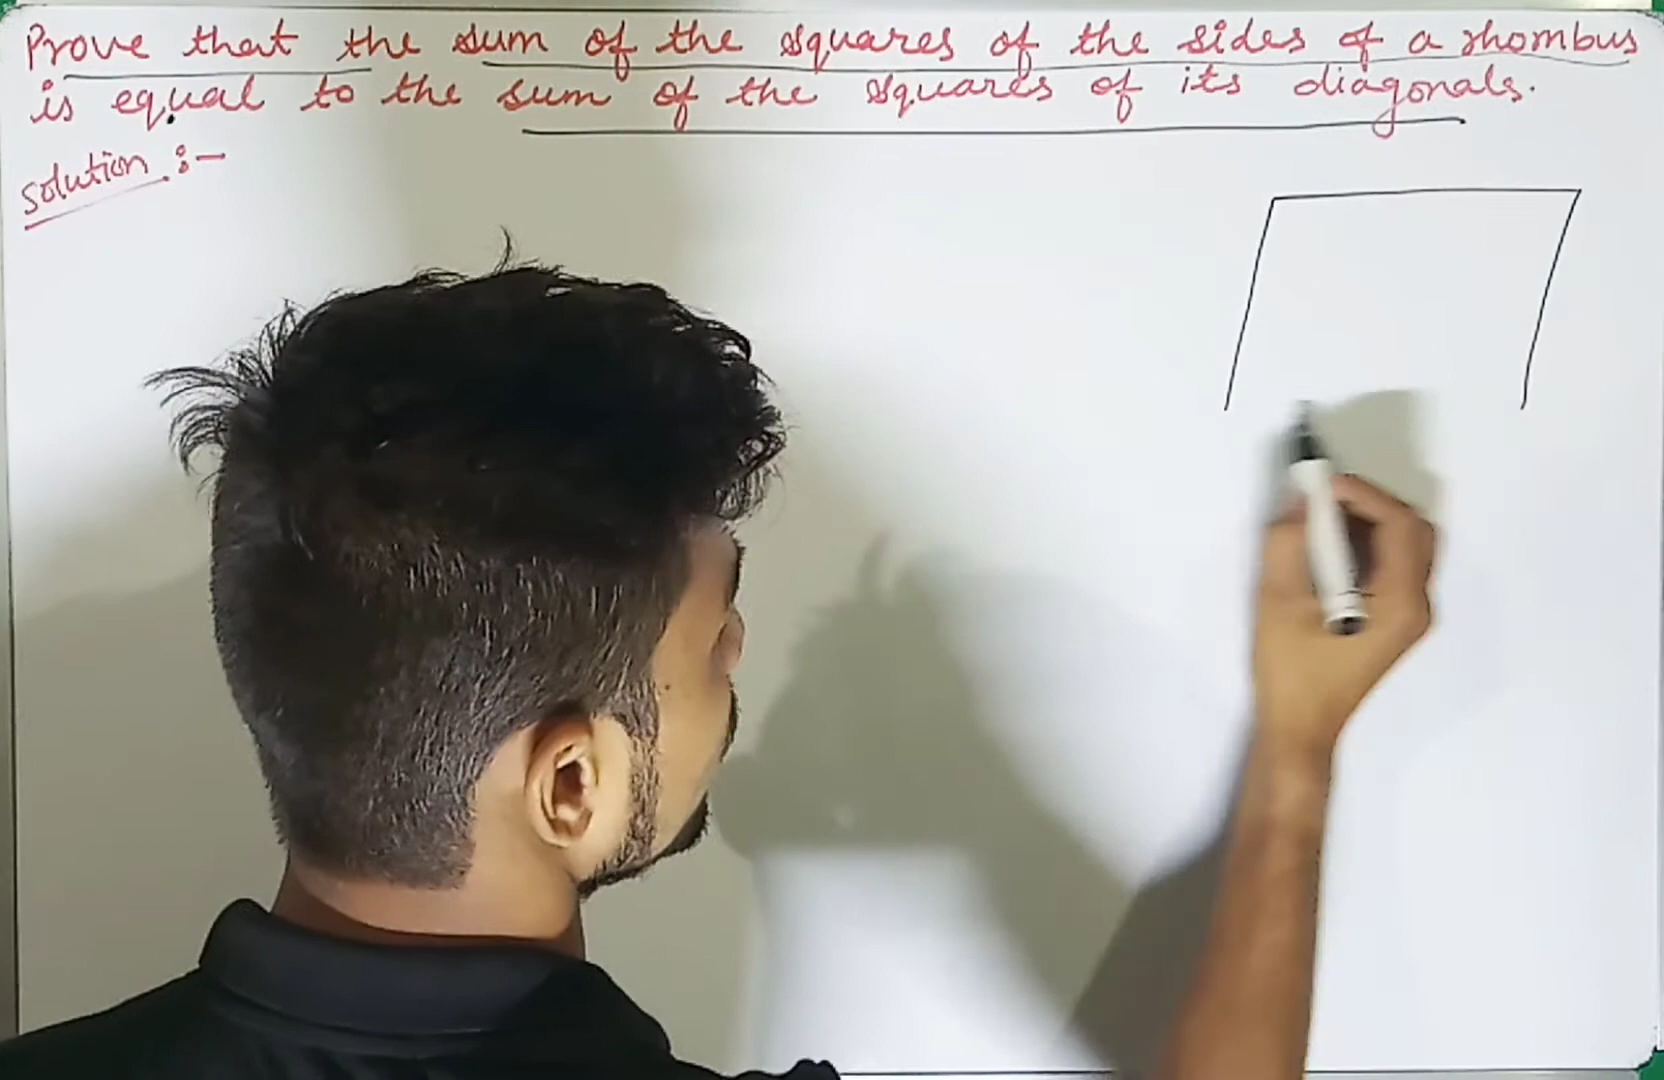 Prove that the sum of the squares of the sides of a rhombus
is equal to the sum of the squares of its diagonals.
Solution :-